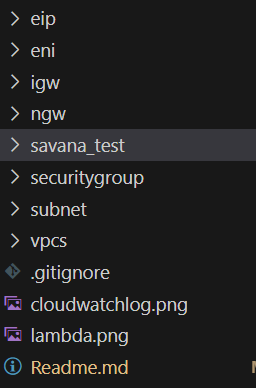 eip
eni
igw
ngw
savana_test
securitygroup
subnet
vpcs
.gitignore
cloudwatchlog.png
lambda.png
Readme.md